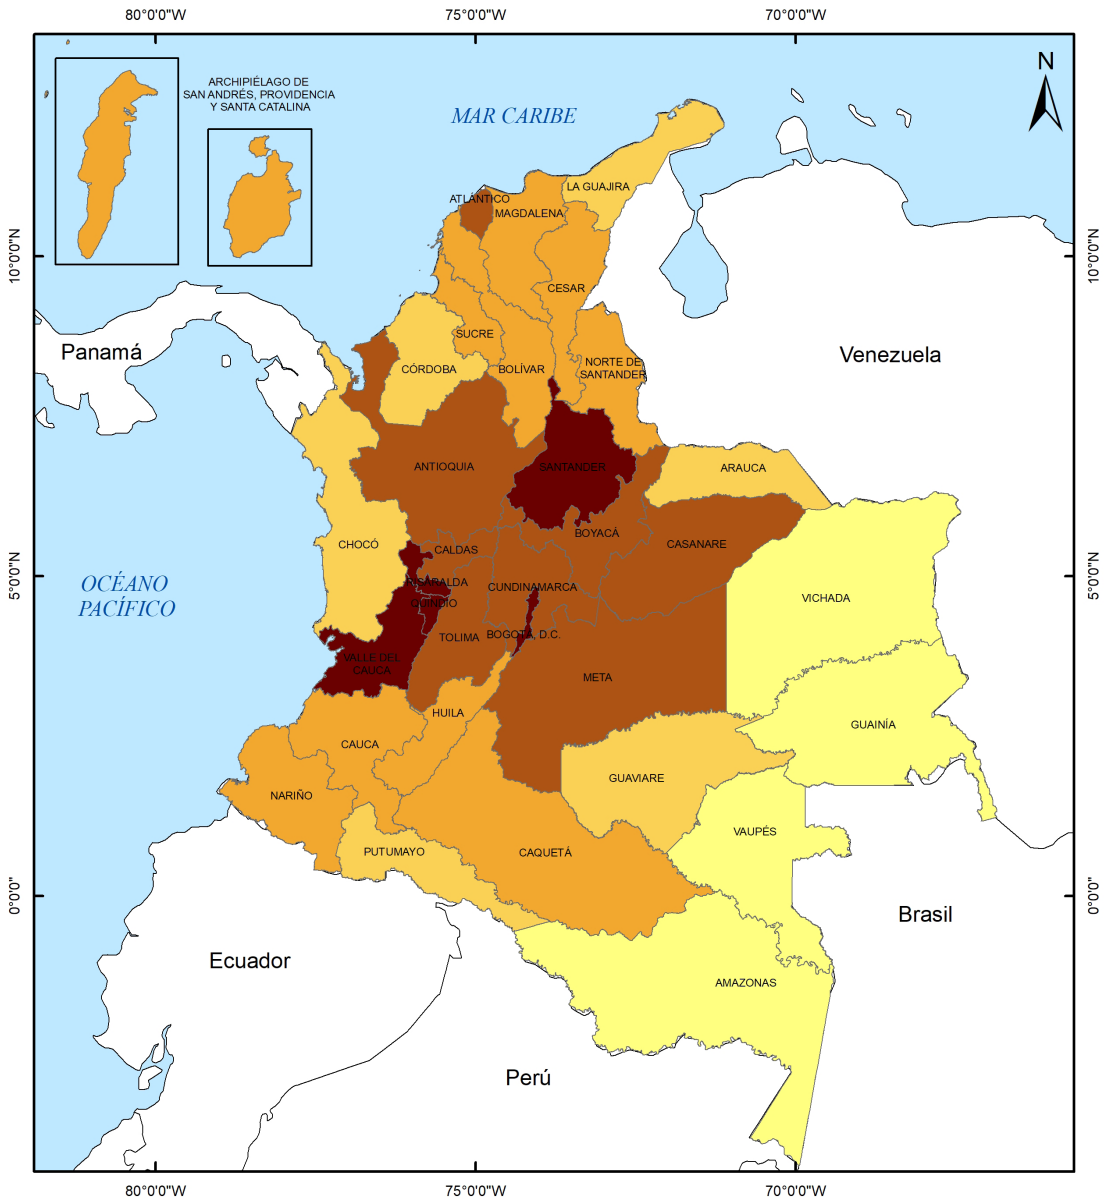 80°0'0"W
75°0'0"W
70°0'0"W
ARCHIPIÉLAGO DE
SAN ANDRÉS, PROVIDENCIA
Y SANTA CATALINA
MAR CARIBE
N
LA GUAJIRA
ATLÁNTICO
MAGDALENA
10°0'0"N
10°0'0"N
CESAR
SUCRE
Panamá
Venezuela
CÓRDOBA
BOLÍVAR
NORTE DE
SANTANDER
ANTIOQUIA
SANTANDER
ARAUCA
CHOCÓ
BOYACÁ
CASANARE
CALDAS
5°0'0"N
5°0'0"N
OCÉANO
PACÍFICO
RISARALDA
CUNDINAMARCA
QUINDÍO
VICHADA
TOLIMA
BOGOTÁ, D.C.
VALLE DEL
CAUCA
META
HUILA
GUAINÍA
CAUCA
GUAVIARE
NARIÑO
VAUPÉS
PUTUMAYO
CAQUETÁ
0°0'0"
0°0'0"
Brasil
Ecuador
AMAZONAS
Perú
80°0'0"W
75°0'0"W
70°0'0"W